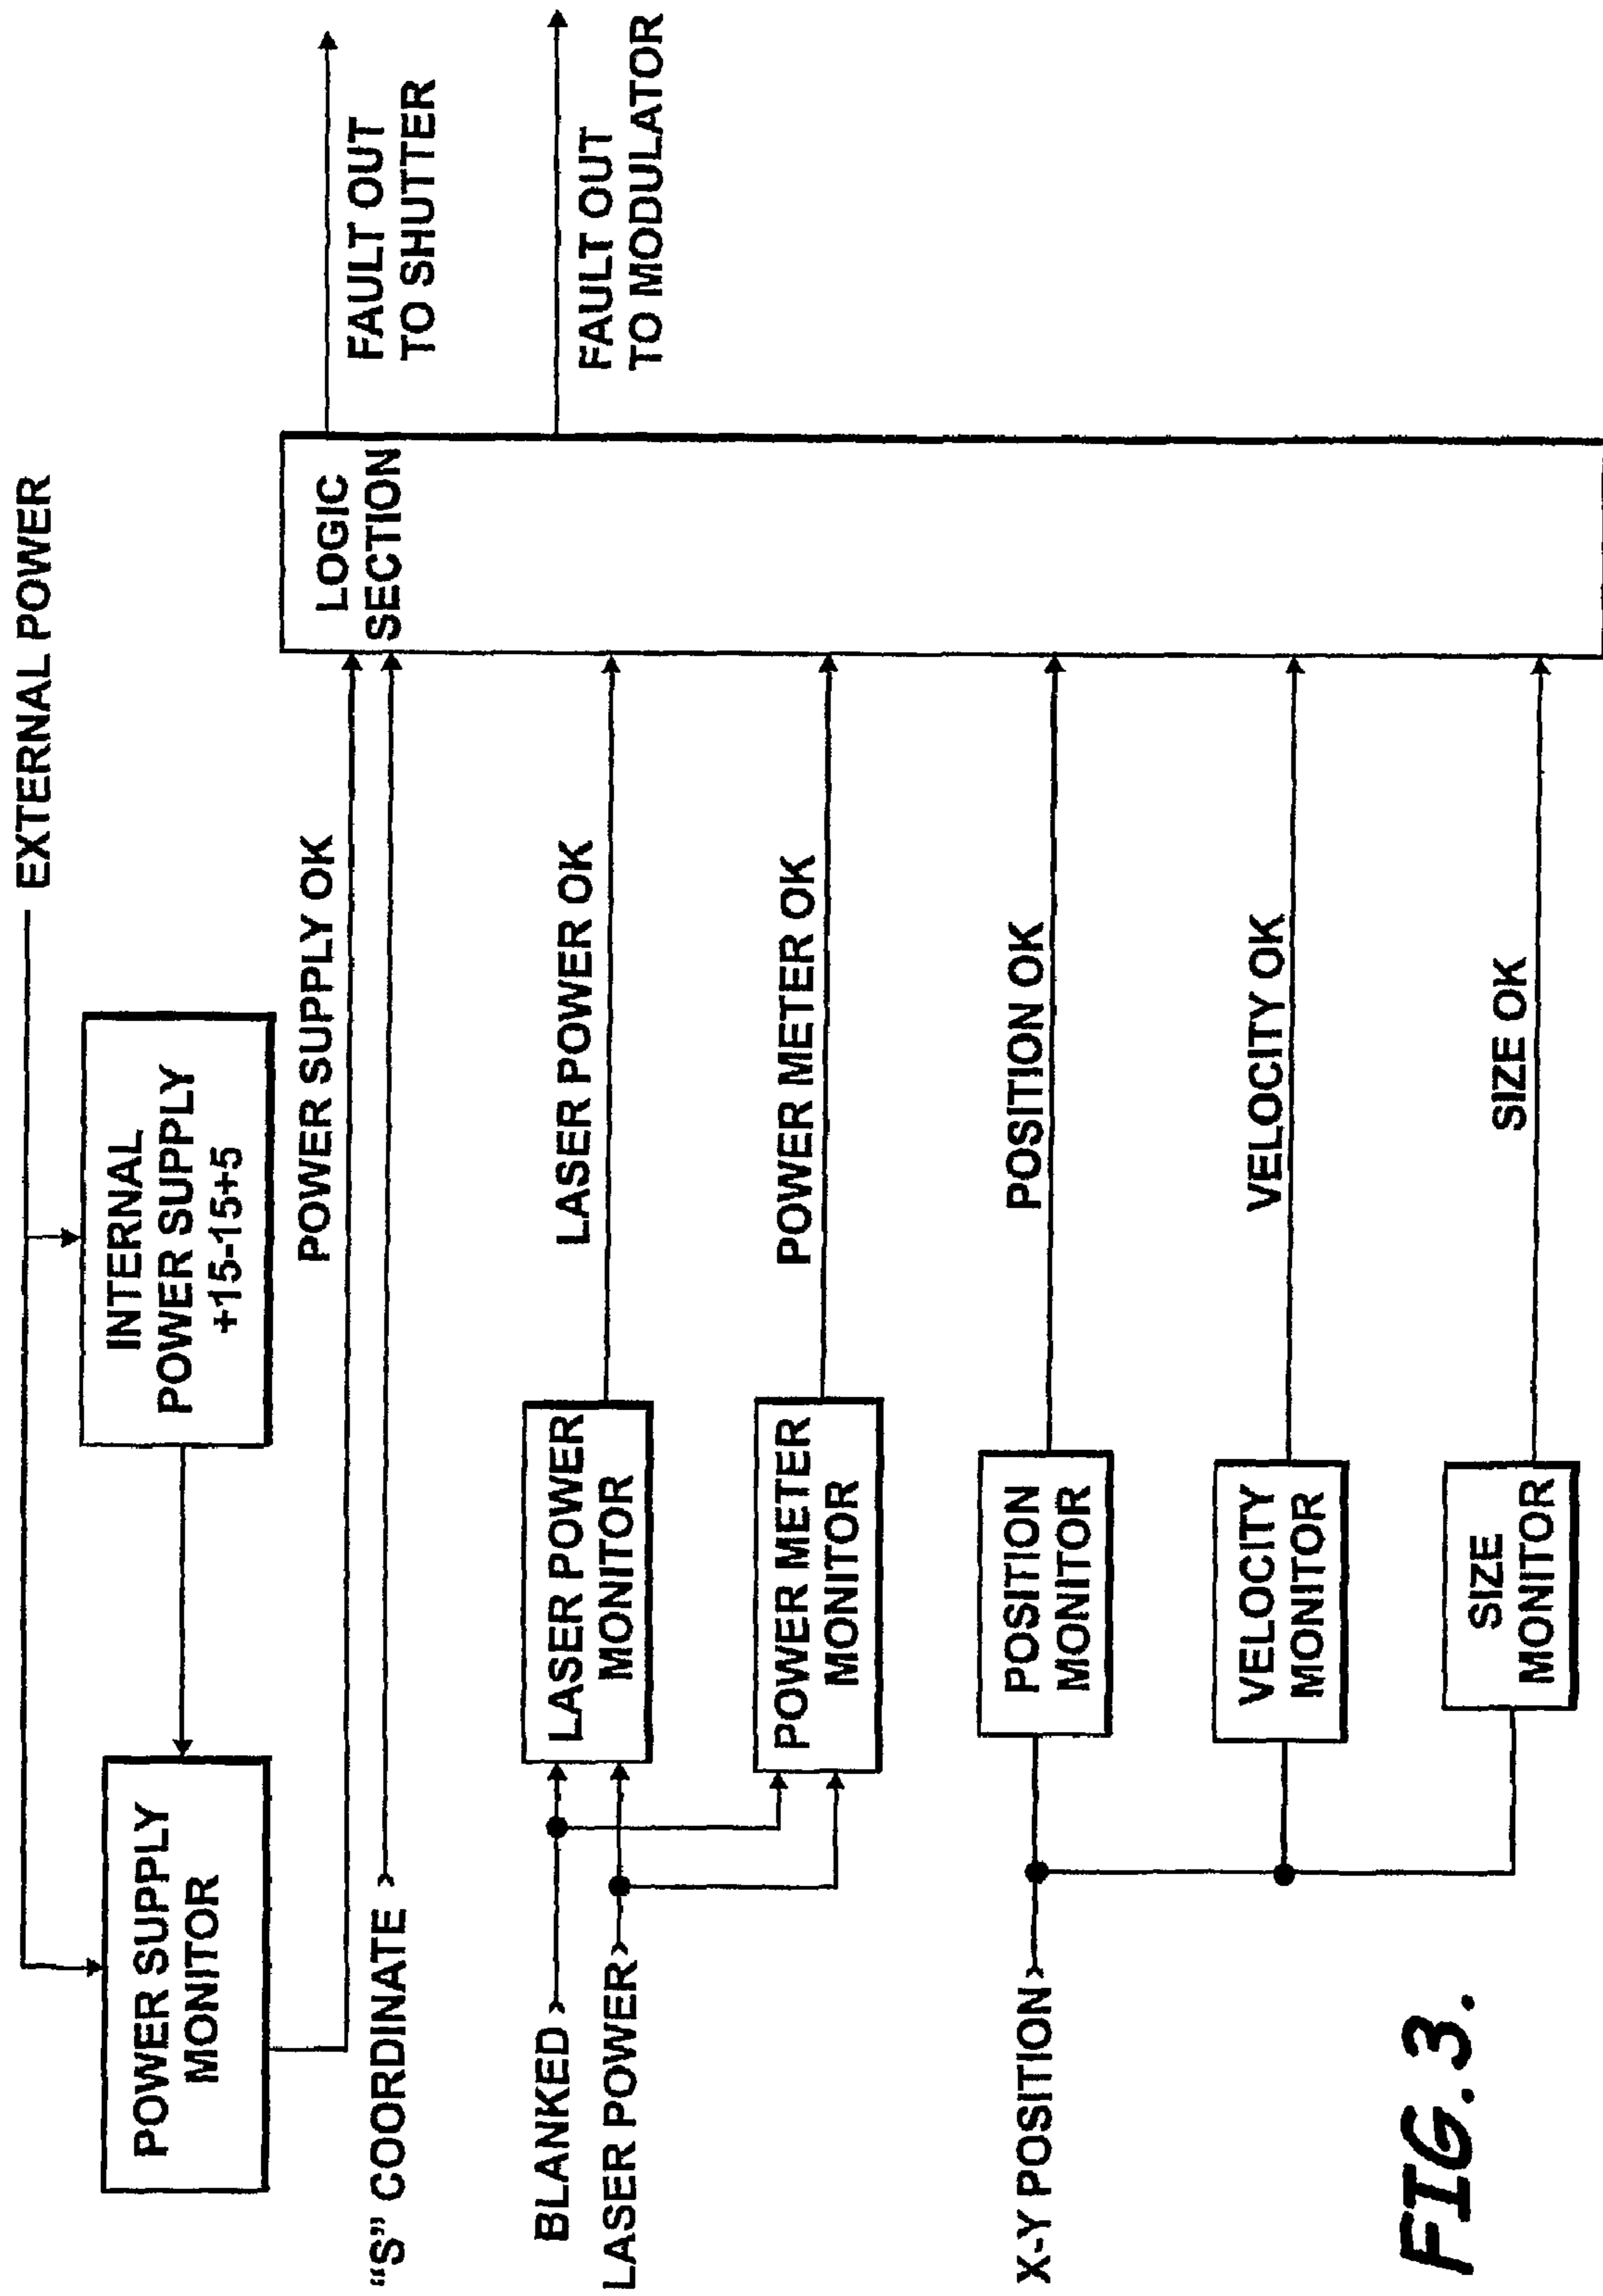 EXTERNAL POWER
INTERNAL
POWER SUPPLY
+15-15+5
POWER SUPPLY
MONITOR
POWER SUPPLY OK
"S" COORDINATE
LOGIC
SECTION
FAULT OUT
TO SHUTTER
FAULT OUT
TO MODULATOR
BLANKED
LASER POWER
LASER POWER
MONITOR
LASER POWER OK
POWER METER
MONITOR
POWER METER OK
X-Y POSITION
POSITION
MONITOR
POSITION OK
VELOCITY
MONITOR
VELOCITY OK
SIZE
MONITOR
SIZE OK
FIG. 3.